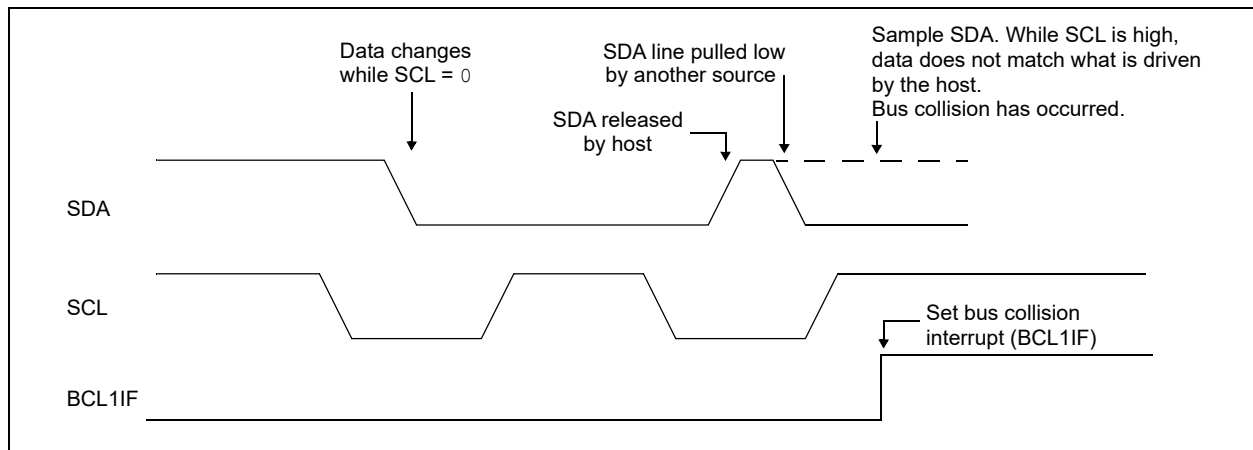 Data changes
while SCL = 0
SDA line pulled low
by another source
Sample SDA. While SCL is high,
data does not match what is driven
by the host.
Bus collision has occurred.
SDA released
by host
SDA
SCL
Set bus collision
interrupt (BCL1IF)
BCL1IF